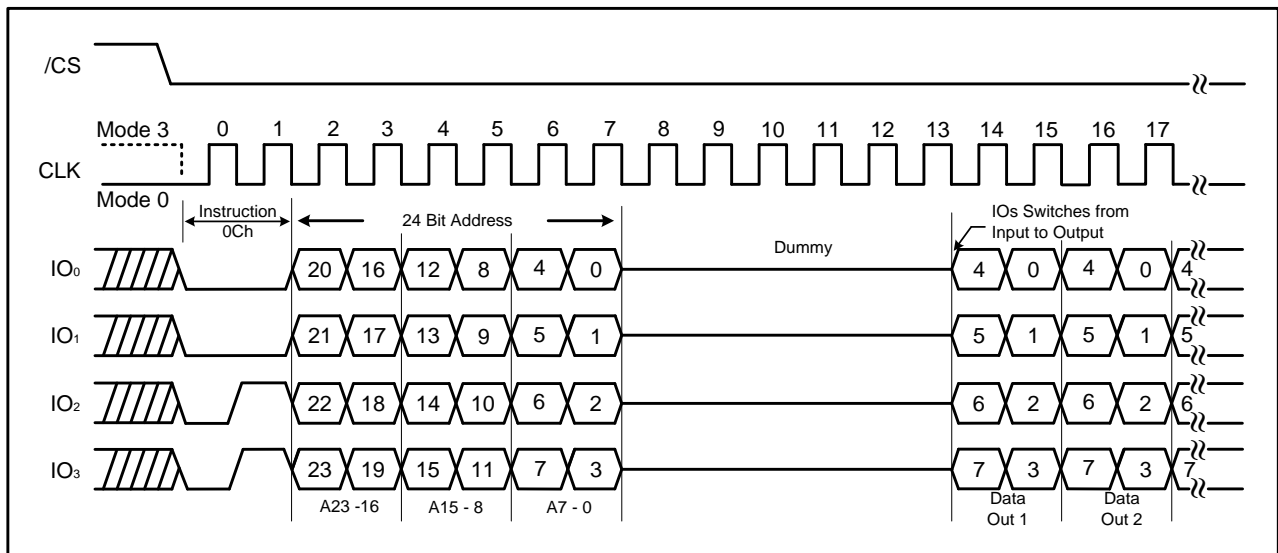 /CS
Mode 3 0 1 2 3 4 5 6 7 8 9 10 11 12 13 14 15 16 17
CLK
Mode 0
Instruction
0Ch
24 Bit Address
IOs Switches from
Input to Output
Dummy
IO₀ 20 16 12 8 4 0 4 0 4 0 4
IO₁ 21 17 13 9 5 1 5 1 5 1 5
IO₂ 22 18 14 10 6 2 6 2 6 2 6
IO₃ 23 19 15 11 7 3 7 3 7 3 7
A23 -16 A15 - 8 A7 - 0
Data
Out 1
Data
Out 2